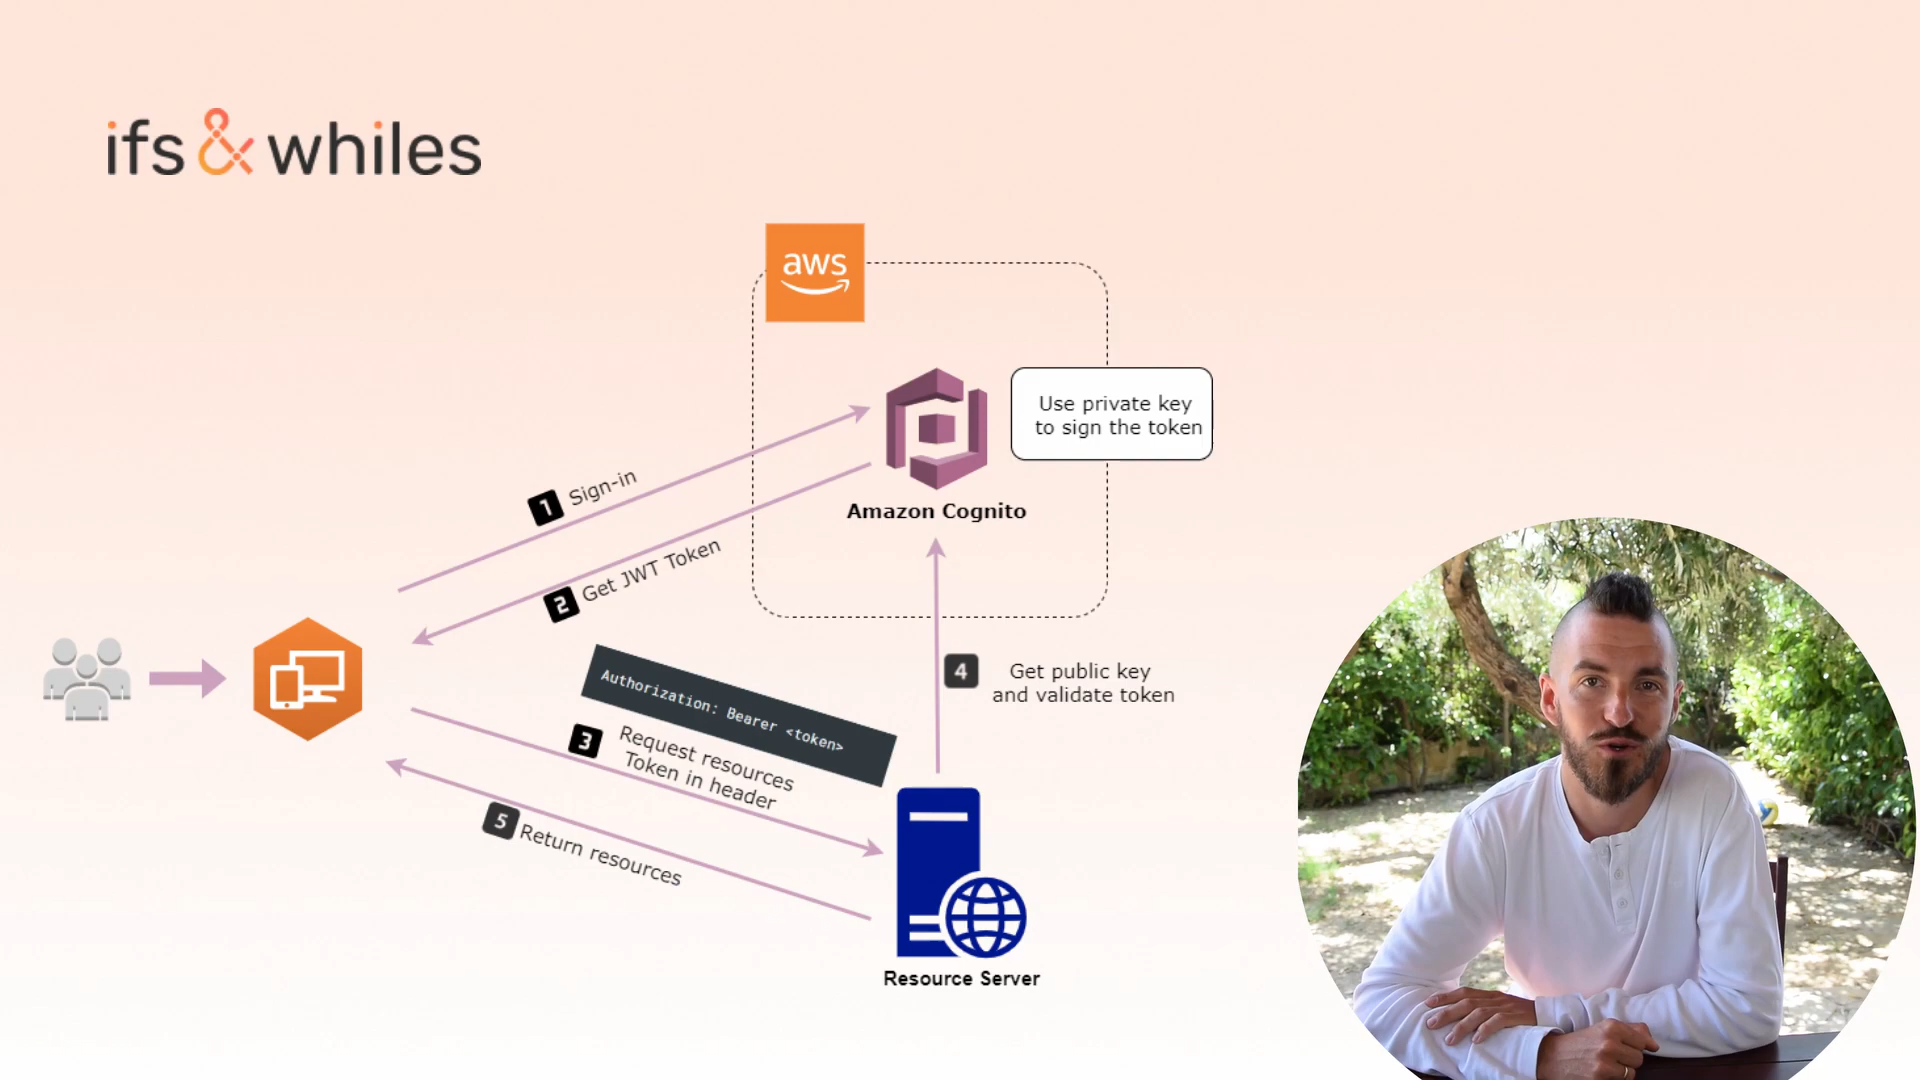 ifs & whiles
aws
Use private key
to sign the token
Amazon Cognito
1 Sign-in
2 Get JWT Token
Authorization: Bearer <token>
3 Request resources
Token in header
4 Get public key
and validate token
5 Return resources
Resource Server